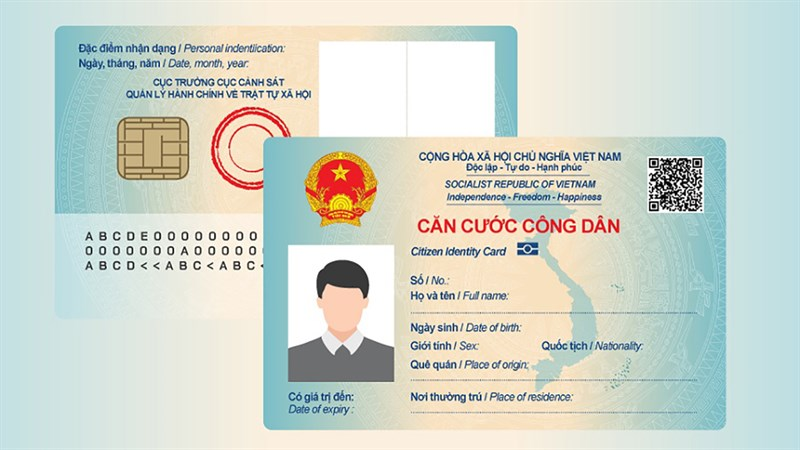 Đặc điểm nhận dạng / Personal indentlication:
Ngày, tháng, năm / Date, month, year:
CỤC TRƯỞNG CỤC CẢNH SÁT
QUẢN LÝ HÀNH CHÍNH VỀ TRẬT TỰ XÃ HỘI
ABCDE00000000
0000000A00000
ABCD<<ABC<ABC<
CỘNG HÒA XÃ HỘI CHỦ NGHĨA VIỆT NAM
Độc lập - Tự do - Hạnh phúc
SOCIALIST REPUBLIC OF VIETNAM
Independence - Freedom - Happiness
CĂN CƯỚC CÔNG DÂN
Citizen Identity Card
Số / No.:
Họ và tên / Full name:
Ngày sinh / Date of birth:
Giới tính / Sex: Quốc tịch / Nationality:
Quê quán / Place of origin:
Có giá trị đến: Nơi thường trú / Place of residence:
Date of expiry :